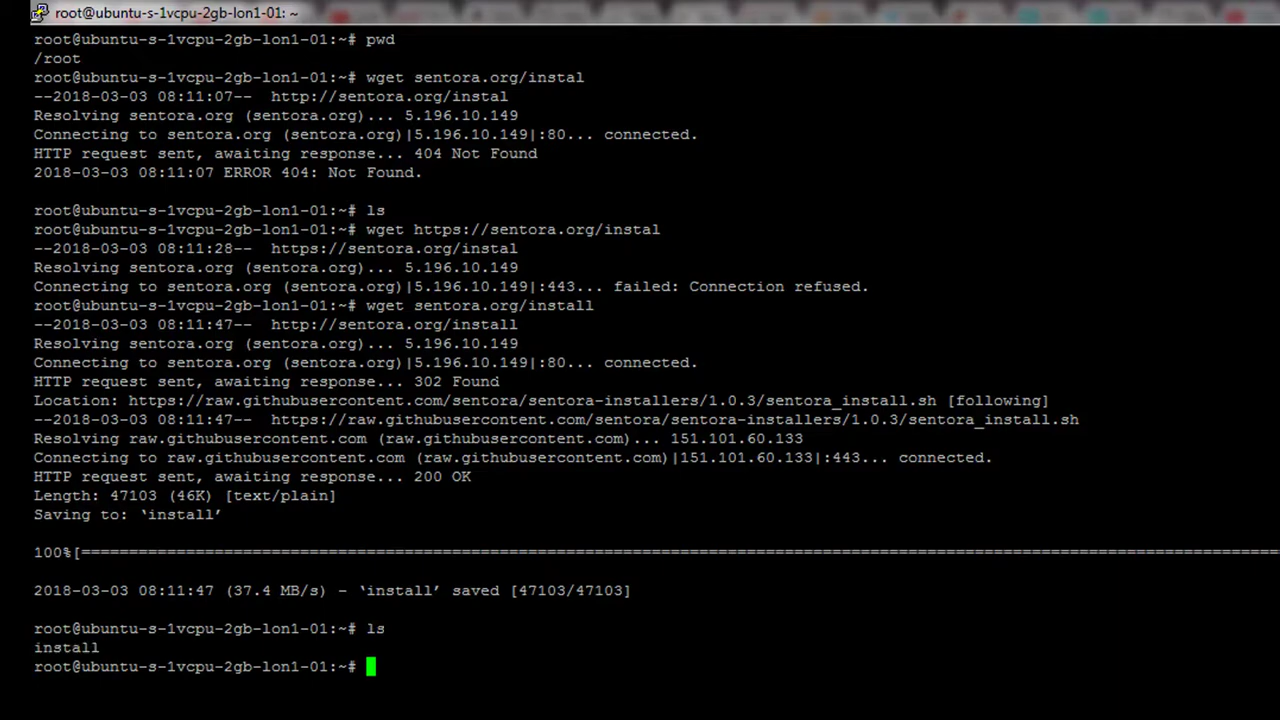 root@ubuntu-s-1vcpu-2gb-lon1-01: ~
root@ubuntu-s-1vcpu-2gb-lon1-01:~# pwd
/root
root@ubuntu-s-1vcpu-2gb-lon1-01:~# wget sentora.org/instal
--2018-03-03 08:11:07--  http://sentora.org/instal
Resolving sentora.org (sentora.org)... 5.196.10.149
Connecting to sentora.org (sentora.org)|5.196.10.149|:80... connected.
HTTP request sent, awaiting response... 404 Not Found
2018-03-03 08:11:07 ERROR 404: Not Found.
root@ubuntu-s-1vcpu-2gb-lon1-01:~# ls
root@ubuntu-s-1vcpu-2gb-lon1-01:~# wget https://sentora.org/instal
--2018-03-03 08:11:28--  https://sentora.org/instal
Resolving sentora.org (sentora.org)... 5.196.10.149
Connecting to sentora.org (sentora.org)|5.196.10.149|:443... failed: Connection refused.
root@ubuntu-s-1vcpu-2gb-lon1-01:~# wget sentora.org/install
--2018-03-03 08:11:47--  http://sentora.org/install
Resolving sentora.org (sentora.org)... 5.196.10.149
Connecting to sentora.org (sentora.org)|5.196.10.149|:80... connected.
HTTP request sent, awaiting response... 302 Found
Location: https://raw.githubusercontent.com/sentora/sentora-installers/1.0.3/sentora_install.sh [following]
--2018-03-03 08:11:47--  https://raw.githubusercontent.com/sentora/sentora-installers/1.0.3/sentora_install.sh
Resolving raw.githubusercontent.com (raw.githubusercontent.com)... 151.101.60.133
Connecting to raw.githubusercontent.com (raw.githubusercontent.com)|151.101.60.133|:443... connected.
HTTP request sent, awaiting response... 200 OK
Length: 47103 (46K) [text/plain]
Saving to: ‘install’
100%[==============================================================================================================================
2018-03-03 08:11:47 (37.4 MB/s) - ‘install’ saved [47103/47103]
root@ubuntu-s-1vcpu-2gb-lon1-01:~# ls
install
root@ubuntu-s-1vcpu-2gb-lon1-01:~#